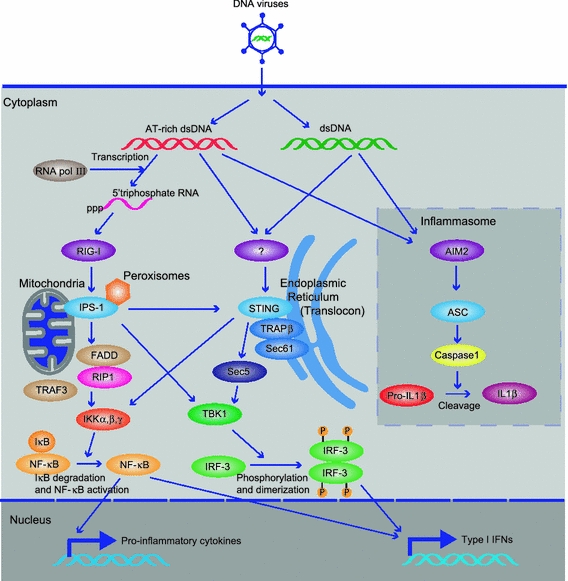 DNA viruses
Cytoplasm
AT-rich dsDNA
dsDNA
RNA pol III
Transcription
5'triphosphate RNA
ppp
Inflammasome
RIG-I
?
AIM2
Mitochondria
Peroxisomes
Endoplasmic
Reticulum
(Translocon)
IPS-1
STING
ASC
TRAPβ
FADD
Sec61
Caspase1
RIP1
Sec5
TRAF3
Pro-IL1β
IL1β
Cleavage
IKKα,β,γ
TBK1
IκB
P P
IRF-3
NF-κB
NF-κB
IRF-3
IRF-3
IκB degradation
and NF-κB activation
Phosphorylation
and dimerization
P P
Nucleus
Pro-inflammatory cytokines
Type I IFNs